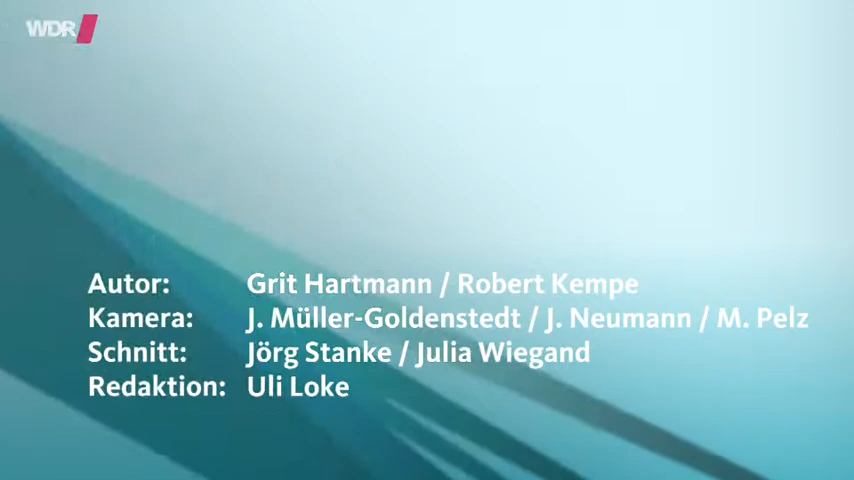 WDR
Autor: Grit Hartmann / Robert Kempe
Kamera: J. Müller-Goldenstedt / J. Neumann / M. Pelz
Schnitt: Jörg Stanke / Julia Wiegand
Redaktion: Uli Loke